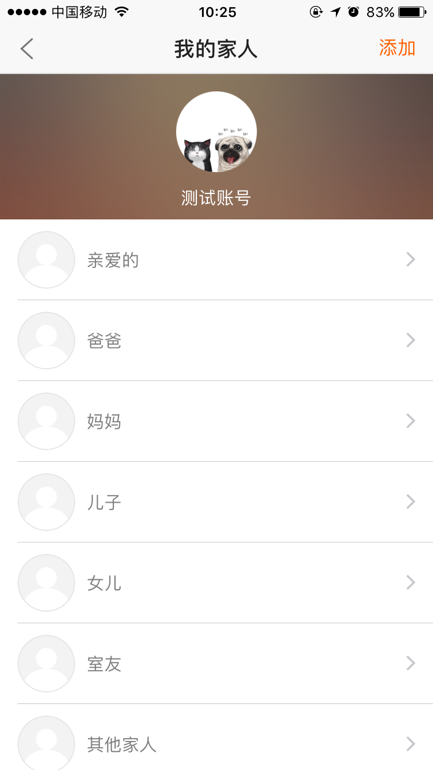 中国移动 10:25 83%
我的家人 添加
测试账号
亲爱的
爸爸
妈妈
儿子
女儿
室友
其他家人